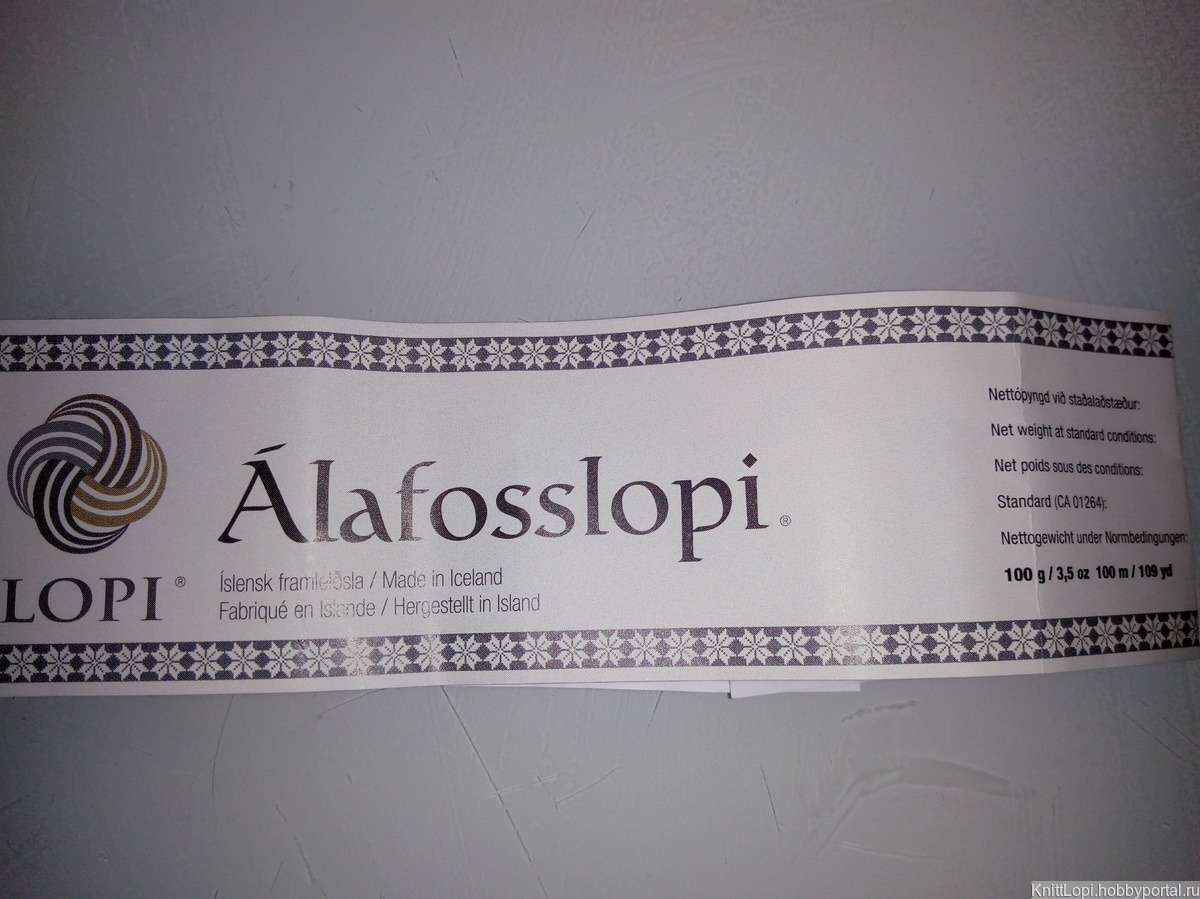 LOPI ®
Álafosslopi ®
Íslensk framleiðsla / Made in Iceland
Fabriqué en Islande / Hergestellt in Island
Nettóþyngd við staðalaðstæður:
Net weight at standard conditions:
Net poids sous des conditions:
Standard (CA 01264):
Nettogewicht under Normbedingungen:
100 g / 3,5 oz 100 m / 109 yd
KnittLopi.hobbyportal.ru